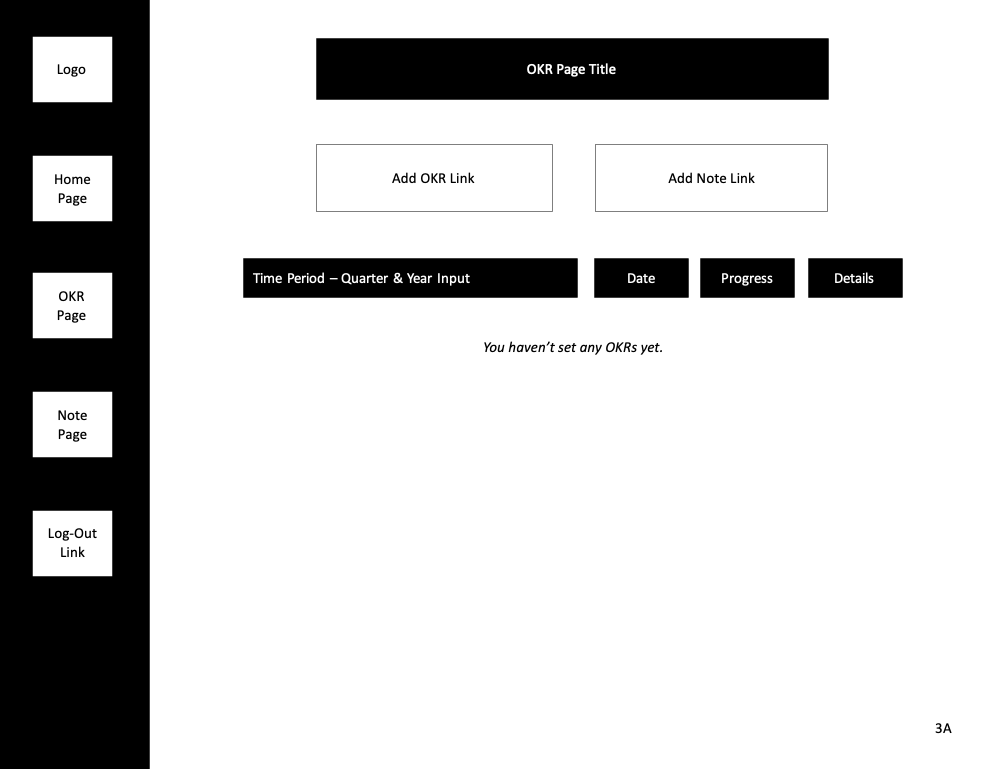 Logo
Home
Page
OKR
Page
Note
Page
Log-Out
Link
OKR Page Title
Add OKR Link
Add Note Link
Time Period – Quarter & Year Input
Date
Progress
Details
You haven’t set any OKRs yet.
3A